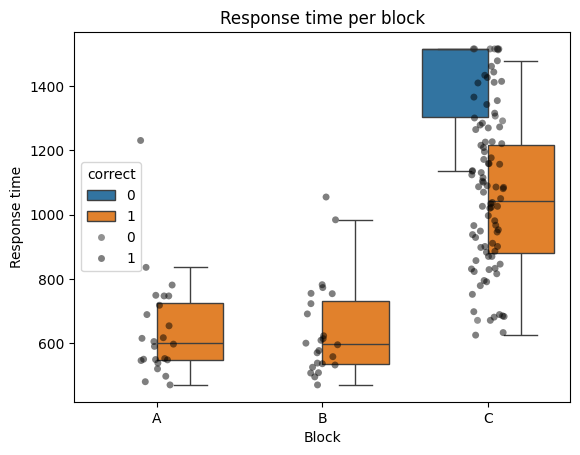 Response time per block
Response time
1400
1200
1000
800
600
correct
0
1
0
1
A B C
Block